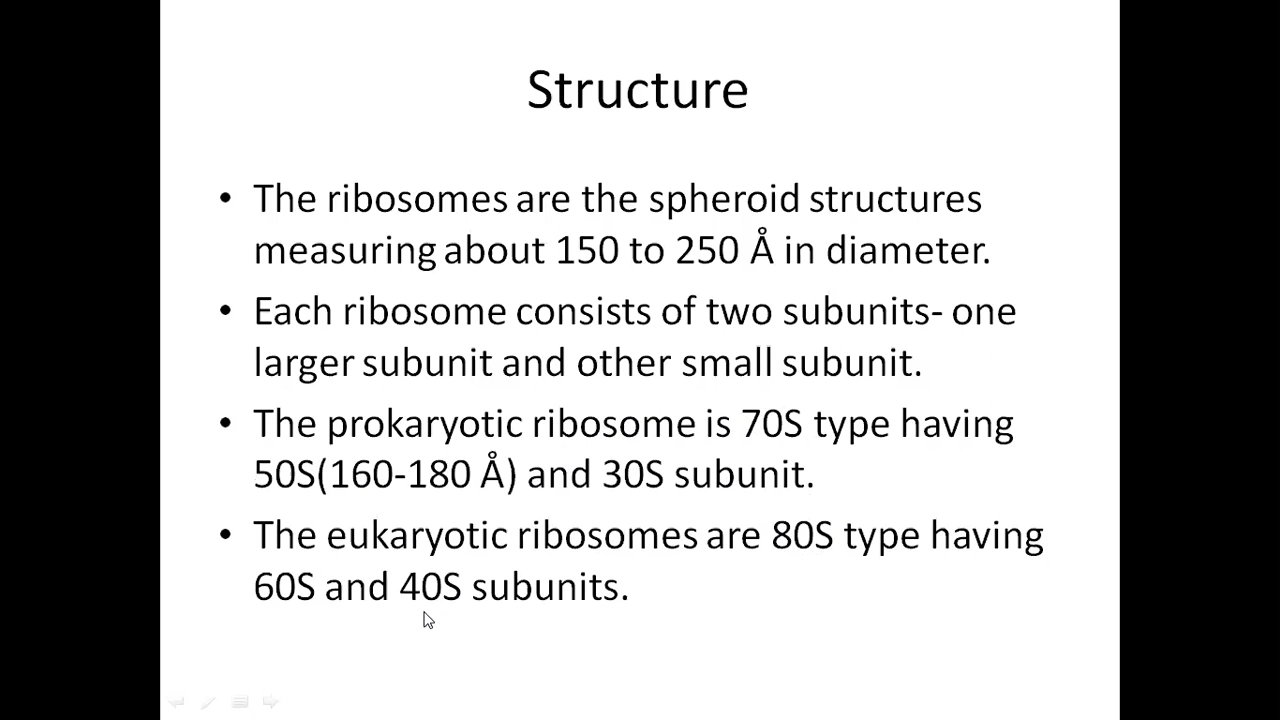 Structure
• The ribosomes are the spheroid structures
measuring about 150 to 250 Å in diameter.
• Each ribosome consists of two subunits- one
larger subunit and other small subunit.
• The prokaryotic ribosome is 70S type having
50S(160-180 Å) and 30S subunit.
• The eukaryotic ribosomes are 80S type having
60S and 40S subunits.